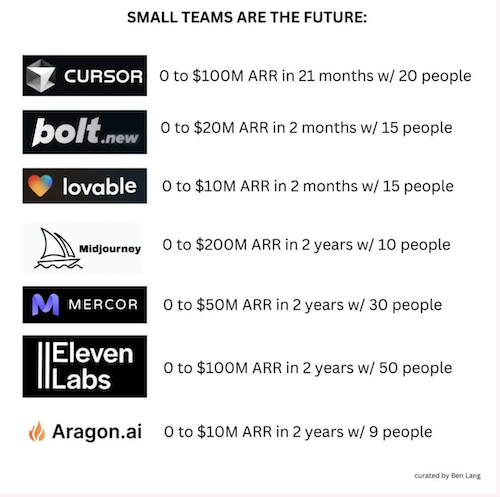 SMALL TEAMS ARE THE FUTURE:
CURSOR 0 to $100M ARR in 21 months w/ 20 people
bolt.new 0 to $20M ARR in 2 months w/ 15 people
lovable 0 to $10M ARR in 2 months w/ 15 people
Midjourney 0 to $200M ARR in 2 years w/ 10 people
MERCOR 0 to $50M ARR in 2 years w/ 30 people
||Eleven
||Labs 0 to $100M ARR in 2 years w/ 50 people
Aragon.ai 0 to $10M ARR in 2 years w/ 9 people
curated by Ben Lang